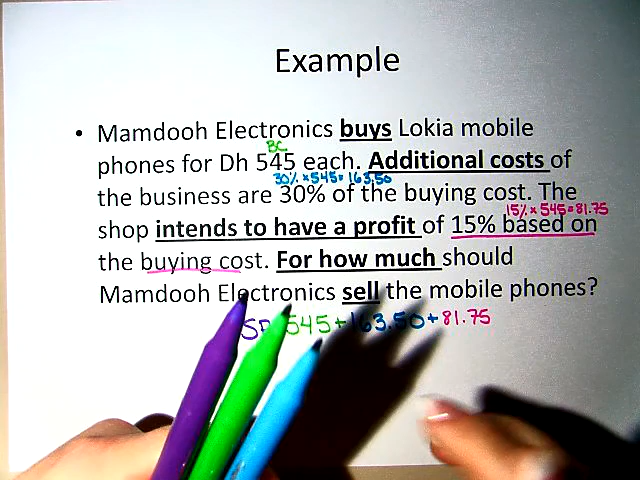 Example
• Mamdooh Electronics buys Lokia mobile
BC
phones for Dh 545 each. Additional costs of
30% × 545 = 163.50
the business are 30% of the buying cost. The
15% × 545 = 81.75
shop intends to have a profit of 15% based on
the buying cost. For how much should
Mamdooh Electronics sell the mobile phones?
545 + 163.50 + 81.75